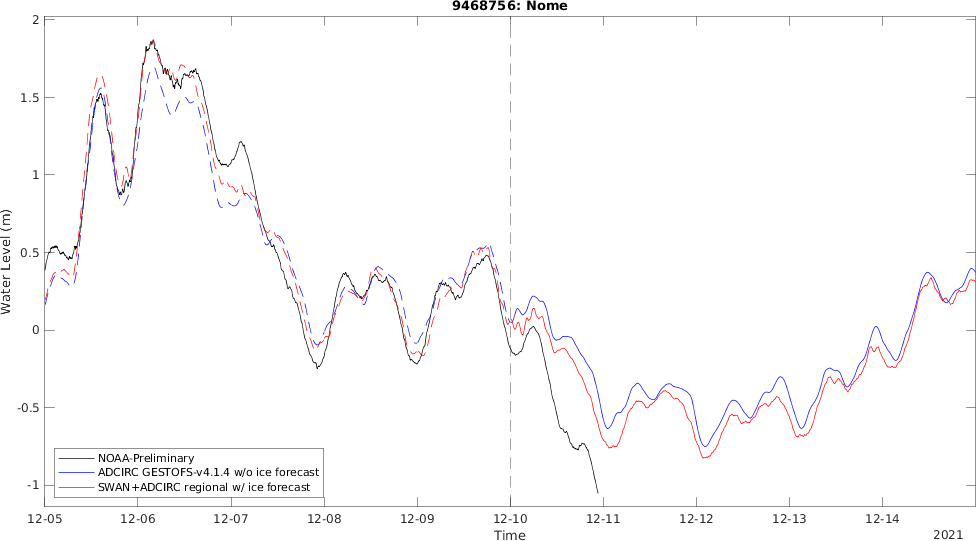 9468756: Nome
2
1.5
1
0.5
0
-0.5
-1
Water Level (m)
NOAA-Preliminary
ADCIRC GESTOFS-v4.1.4 w/o ice forecast
SWAN+ADCIRC regional w/ ice forecast
12-05 12-06 12-07 12-08 12-09 12-10 12-11 12-12 12-13 12-14
Time
2021